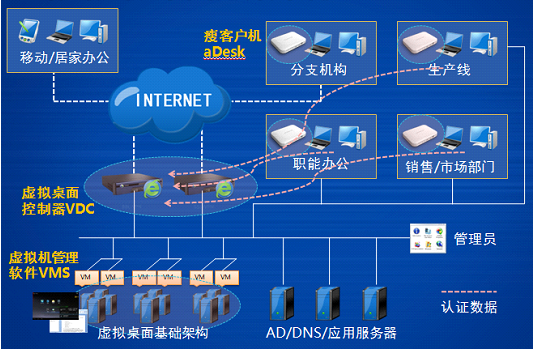 瘦客户机
aDesk
移动/居家办公
分支机构
生产线
INTERNET
职能办公
销售/市场部门
虚拟桌面
控制器VDC
管理员
虚拟机管理
软件VMS
VM VM VM VM VM VM
认证数据
虚拟桌面基础架构
AD/DNS/应用服务器